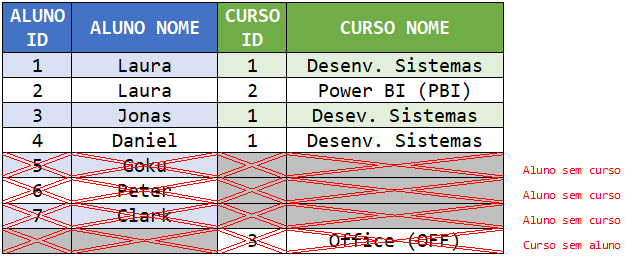 ALUNO ID ALUNO NOME CURSO ID CURSO NOME
1 Laura 1 Desenv. Sistemas
2 Laura 2 Power BI (PBI)
3 Jonas 1 Desev. Sistemas
4 Daniel 1 Desenv. Sistemas
5 Goku Aluno sem curso
6 Peter Aluno sem curso
7 Clark Aluno sem curso
3 Office (OFF) Curso sem aluno